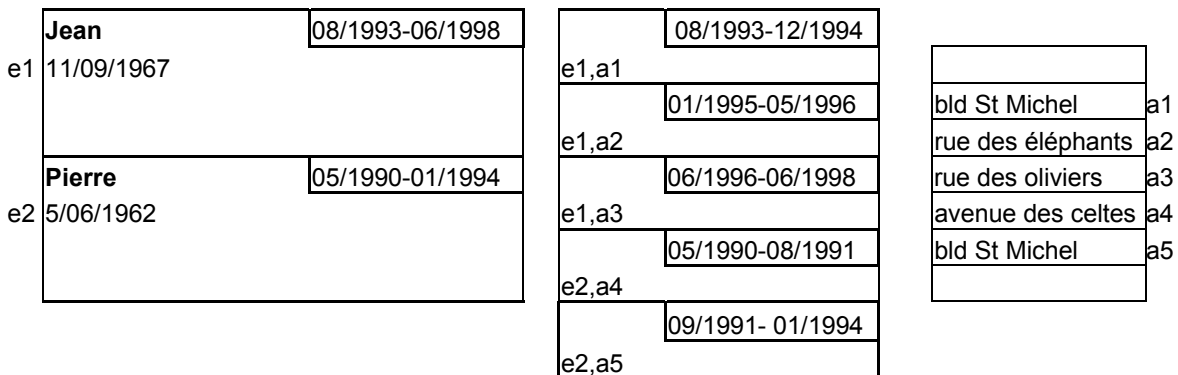 Jean 08/1993-06/1998
e1 11/09/1967
Pierre 05/1990-01/1994
e2 5/06/1962
08/1993-12/1994
e1,a1
01/1995-05/1996
e1,a2
06/1996-06/1998
e1,a3
05/1990-08/1991
e2,a4
09/1991- 01/1994
e2,a5
bld St Michel a1
rue des éléphants a2
rue des oliviers a3
avenue des celtes a4
bld St Michel a5